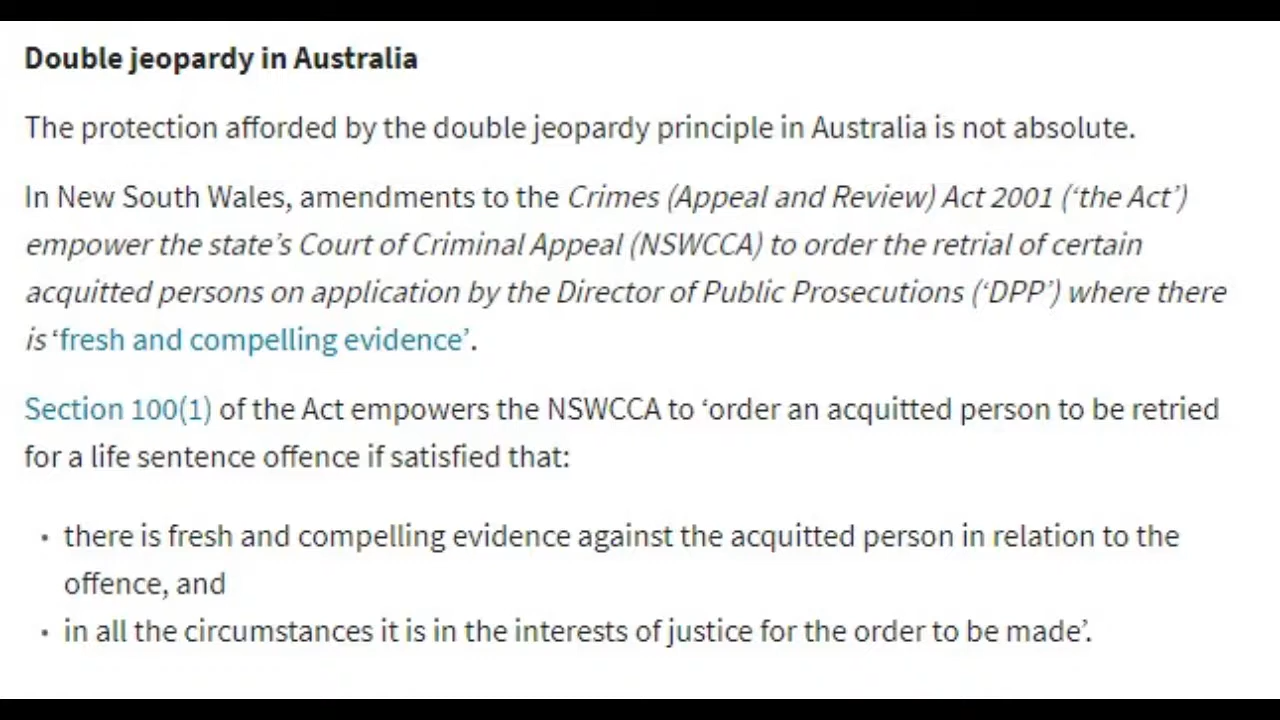 Double jeopardy in Australia
The protection afforded by the double jeopardy principle in Australia is not absolute.
In New South Wales, amendments to the Crimes (Appeal and Review) Act 2001 (‘the Act’)
empower the state’s Court of Criminal Appeal (NSWCCA) to order the retrial of certain
acquitted persons on application by the Director of Public Prosecutions (‘DPP’) where there
is ‘fresh and compelling evidence’.
Section 100(1) of the Act empowers the NSWCCA to ‘order an acquitted person to be retried
for a life sentence offence if satisfied that:
• there is fresh and compelling evidence against the acquitted person in relation to the
offence, and
• in all the circumstances it is in the interests of justice for the order to be made’.